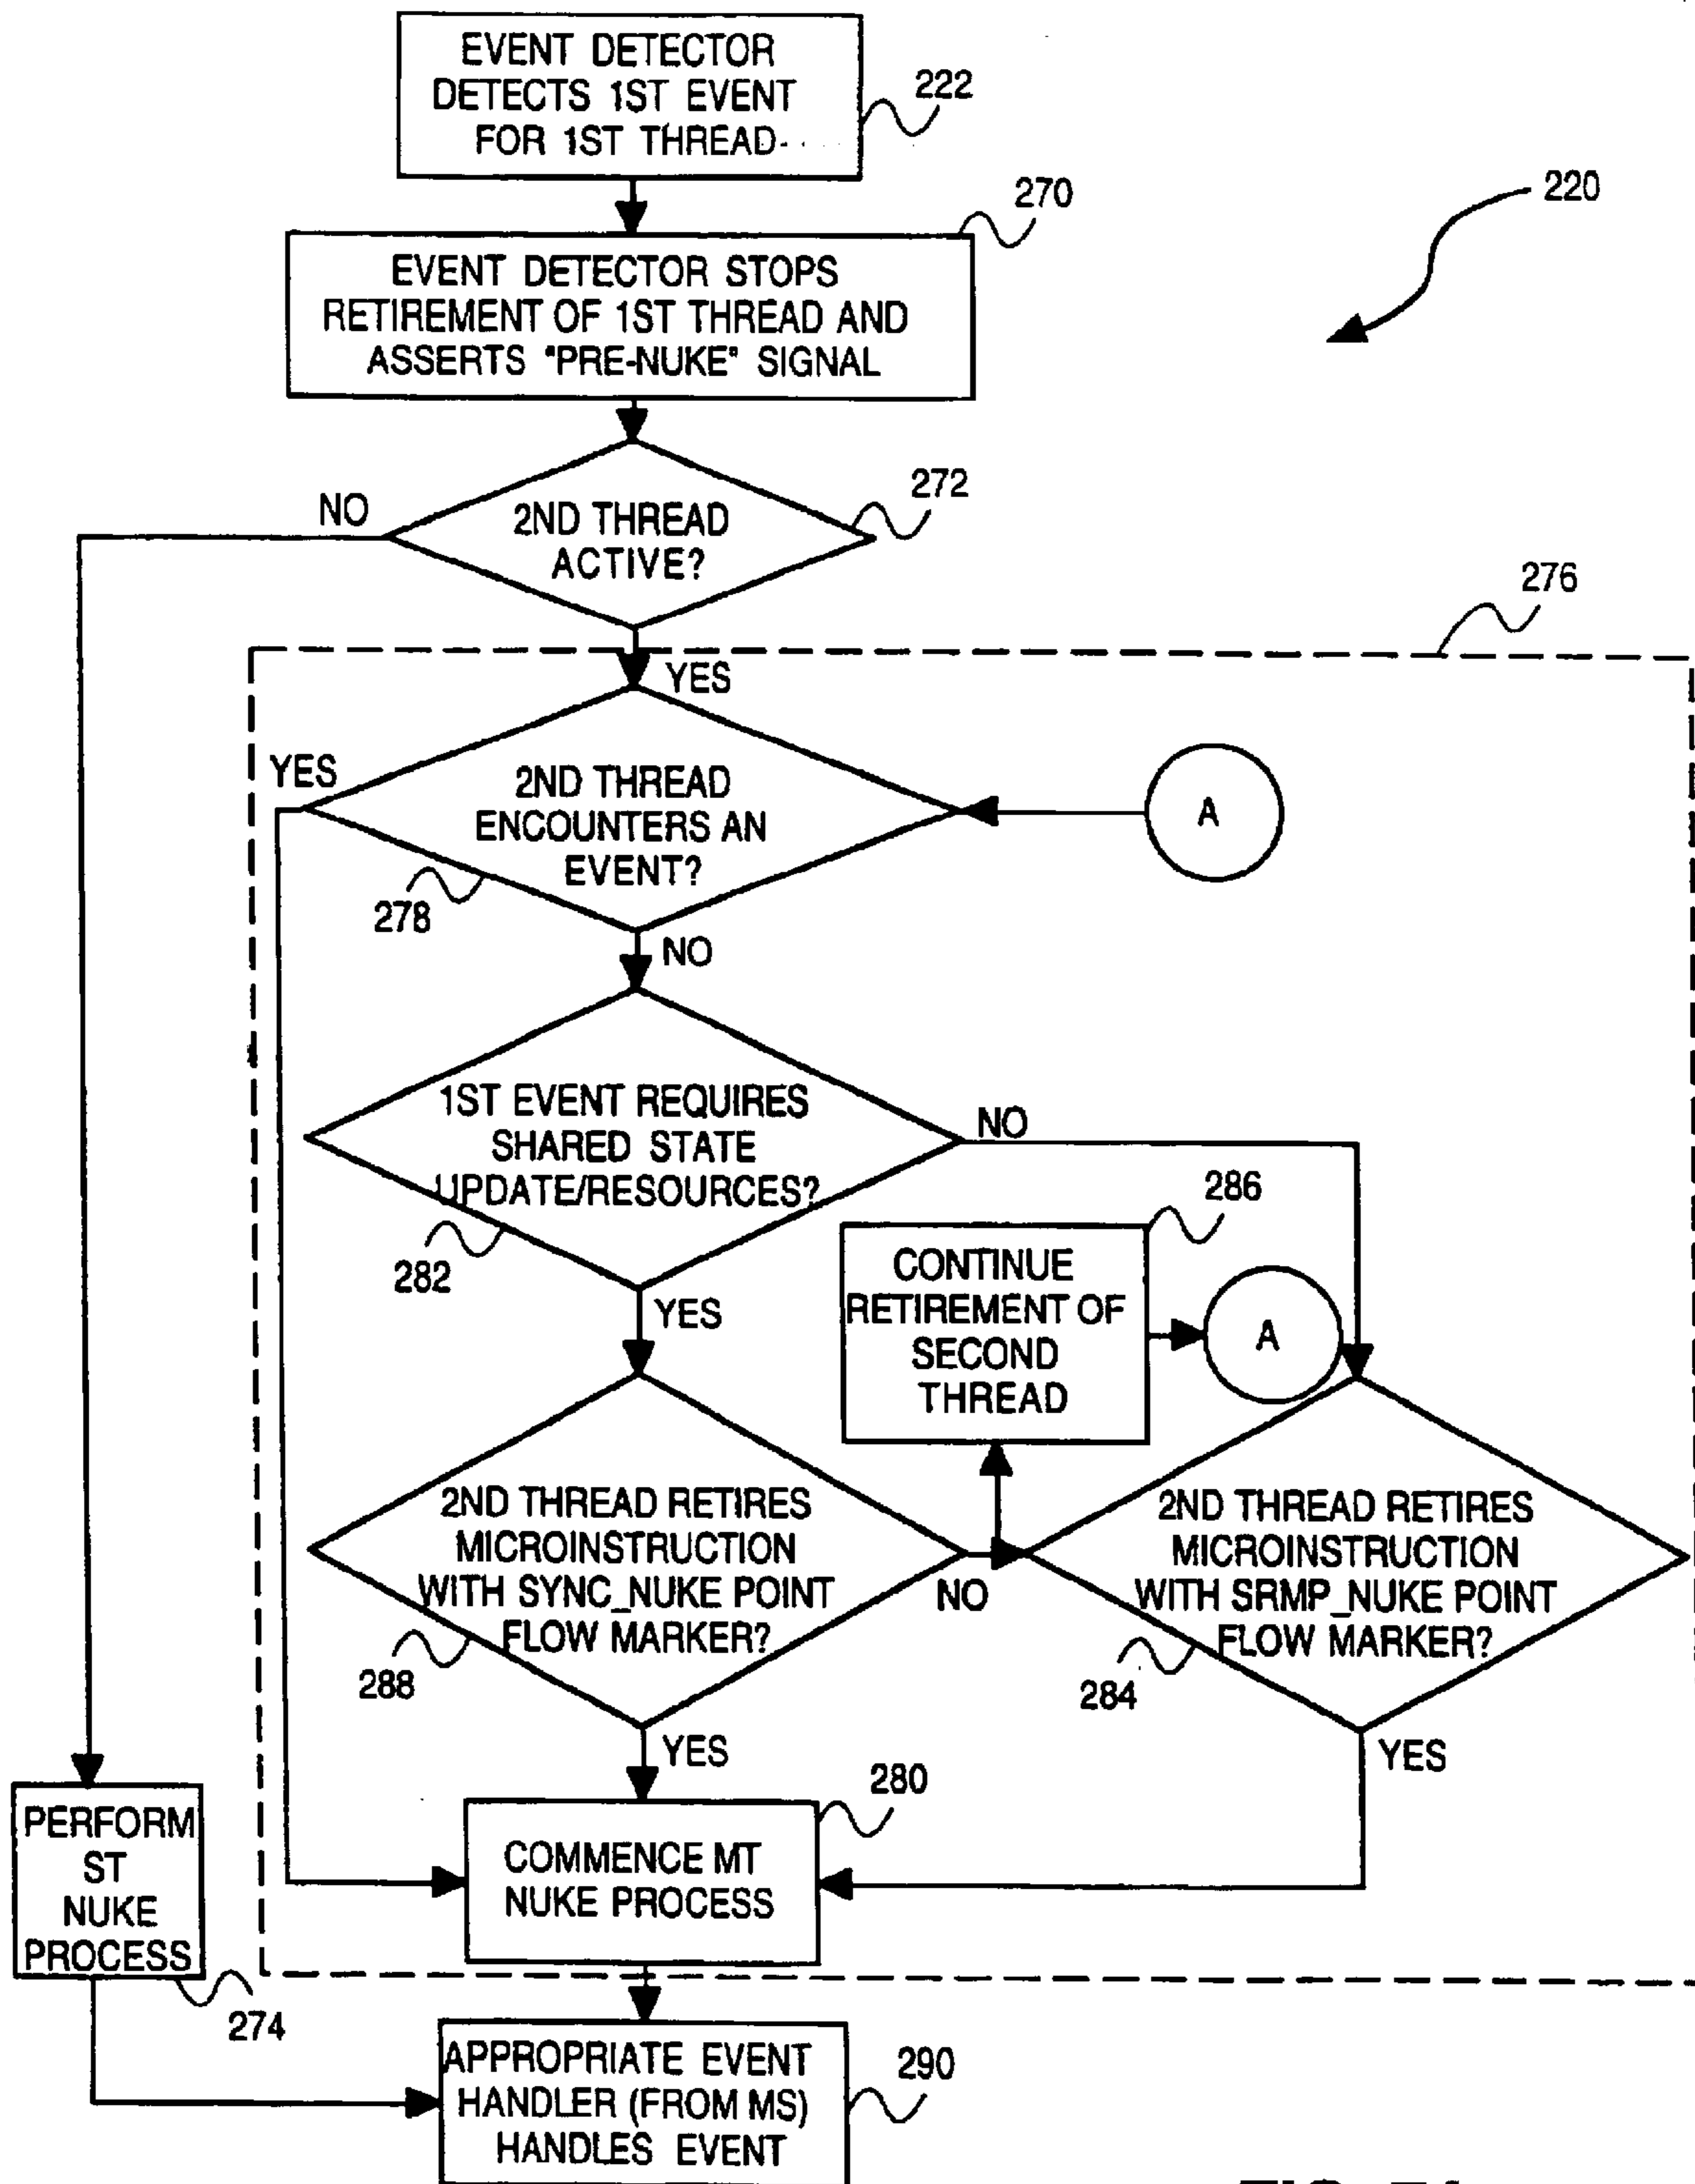 EVENT DETECTOR
DETECTS 1ST EVENT
FOR 1ST THREAD
222
270
220
EVENT DETECTOR STOPS
RETIREMENT OF 1ST THREAD AND
ASSERTS "PRE-NUKE" SIGNAL
272
NO
2ND THREAD
ACTIVE?
276
YES
YES
2ND THREAD
ENCOUNTERS AN
EVENT?
A
278
NO
1ST EVENT REQUIRES
SHARED STATE
UPDATE/RESOURCES?
NO
286
282
CONTINUE
RETIREMENT OF
SECOND
THREAD
A
YES
2ND THREAD RETIRES
MICROINSTRUCTION
WITH SYNC_NUKE POINT
FLOW MARKER?
NO
2ND THREAD RETIRES
MICROINSTRUCTION
WITH SRMP_NUKE POINT
FLOW MARKER?
288
284
YES
YES
280
PERFORM
ST
NUKE
PROCESS
COMMENCE MT
NUKE PROCESS
274
APPROPRIATE EVENT
HANDLER (FROM MS)
HANDLES EVENT
290